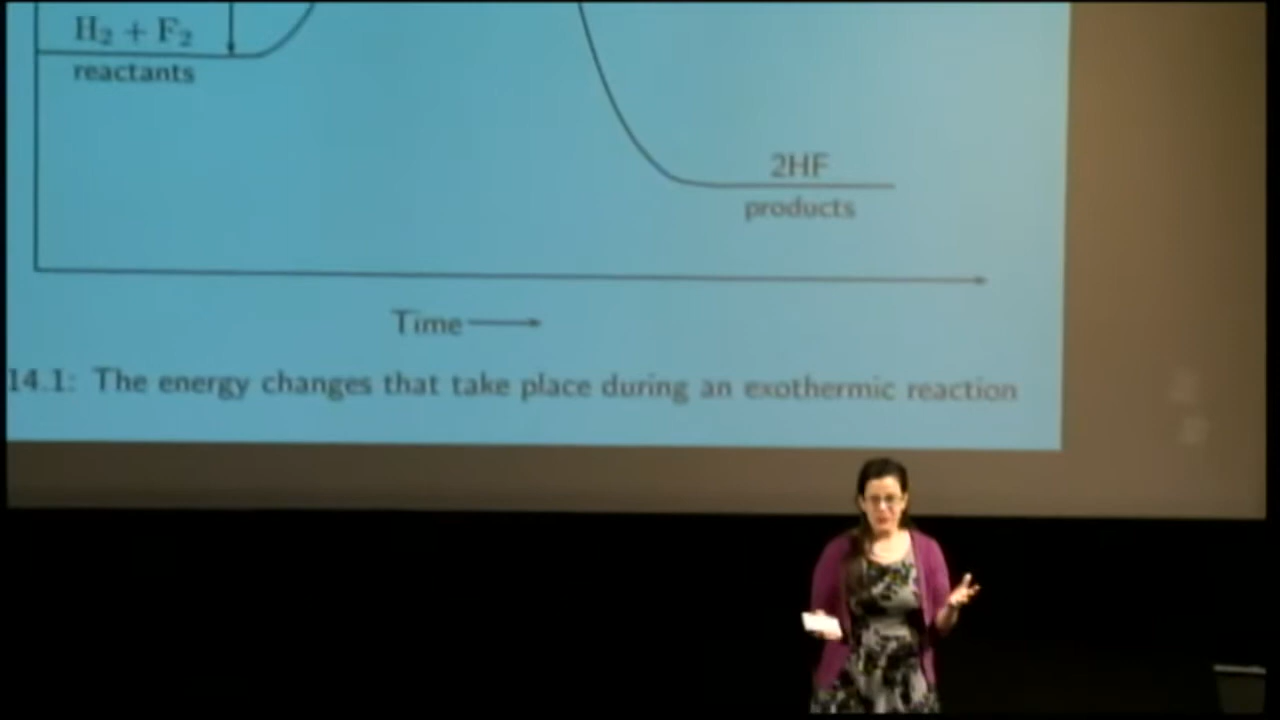 H₂ + F₂
reactants
2HF
products
Time
14.1: The energy changes that take place during an exothermic reaction